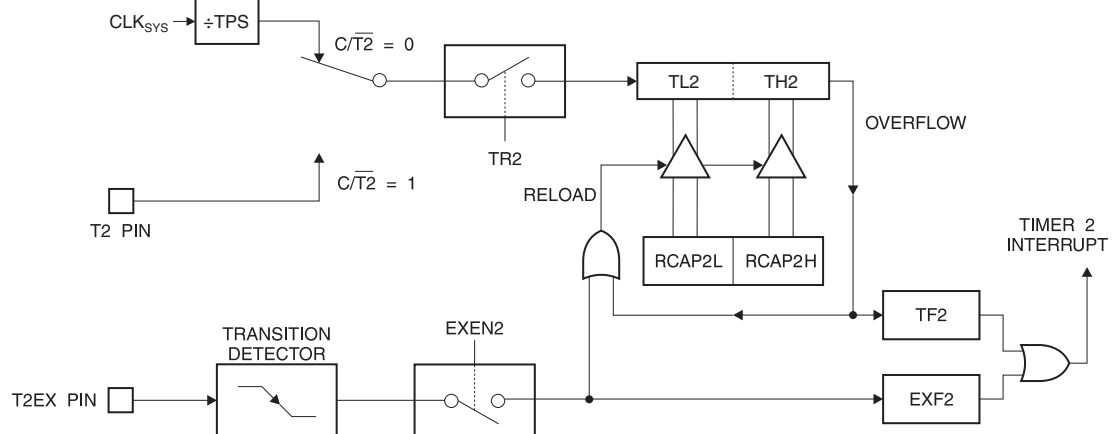 CLKSYS
÷TPS
C/T2 = 0
TL2
TH2
OVERFLOW
TR2
C/T2 = 1
RELOAD
T2 PIN
TIMER 2
INTERRUPT
RCAP2L
RCAP2H
TRANSITION
DETECTOR
EXEN2
TF2
T2EX PIN
EXF2